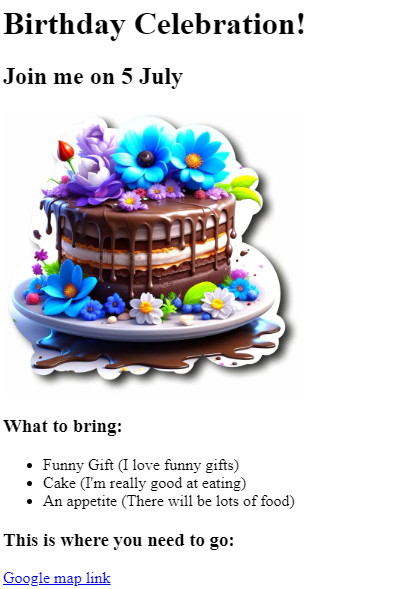 Birthday Celebration!
Join me on 5 July
What to bring:
Funny Gift (I love funny gifts)
Cake (I'm really good at eating)
An appetite (There will be lots of food)
This is where you need to go:
Google map link